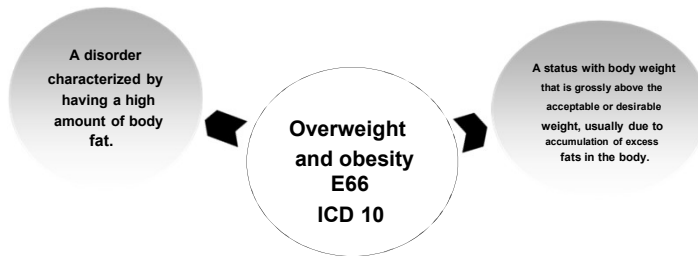 A disorder
characterized by
having a high
amount of body
fat.
Overweight
and obesity
E66
ICD 10
A status with body weight
that is grossly above the
acceptable or desirable
weight, usually due to
accumulation of excess
fats in the body.